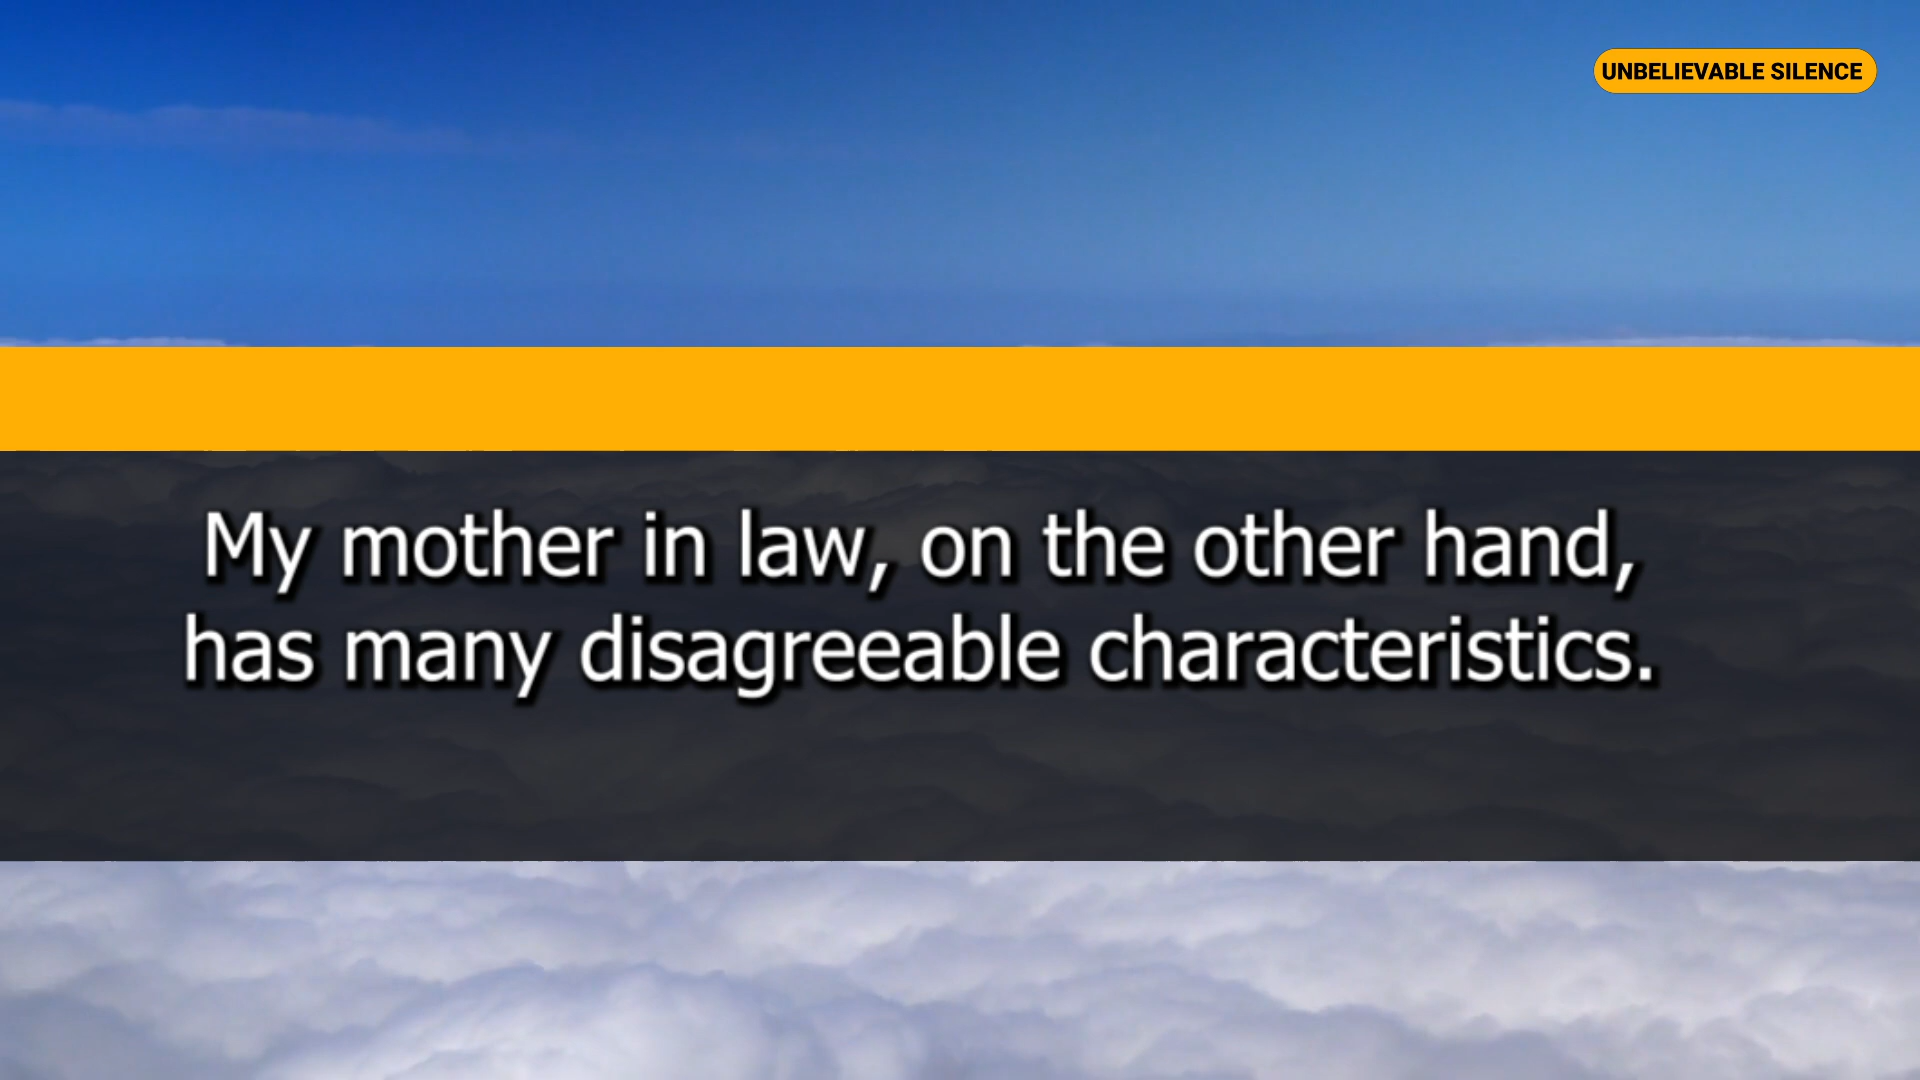 UNBELIEVABLE SILENCE
My mother in law, on the other hand,
has many disagreeable characteristics.